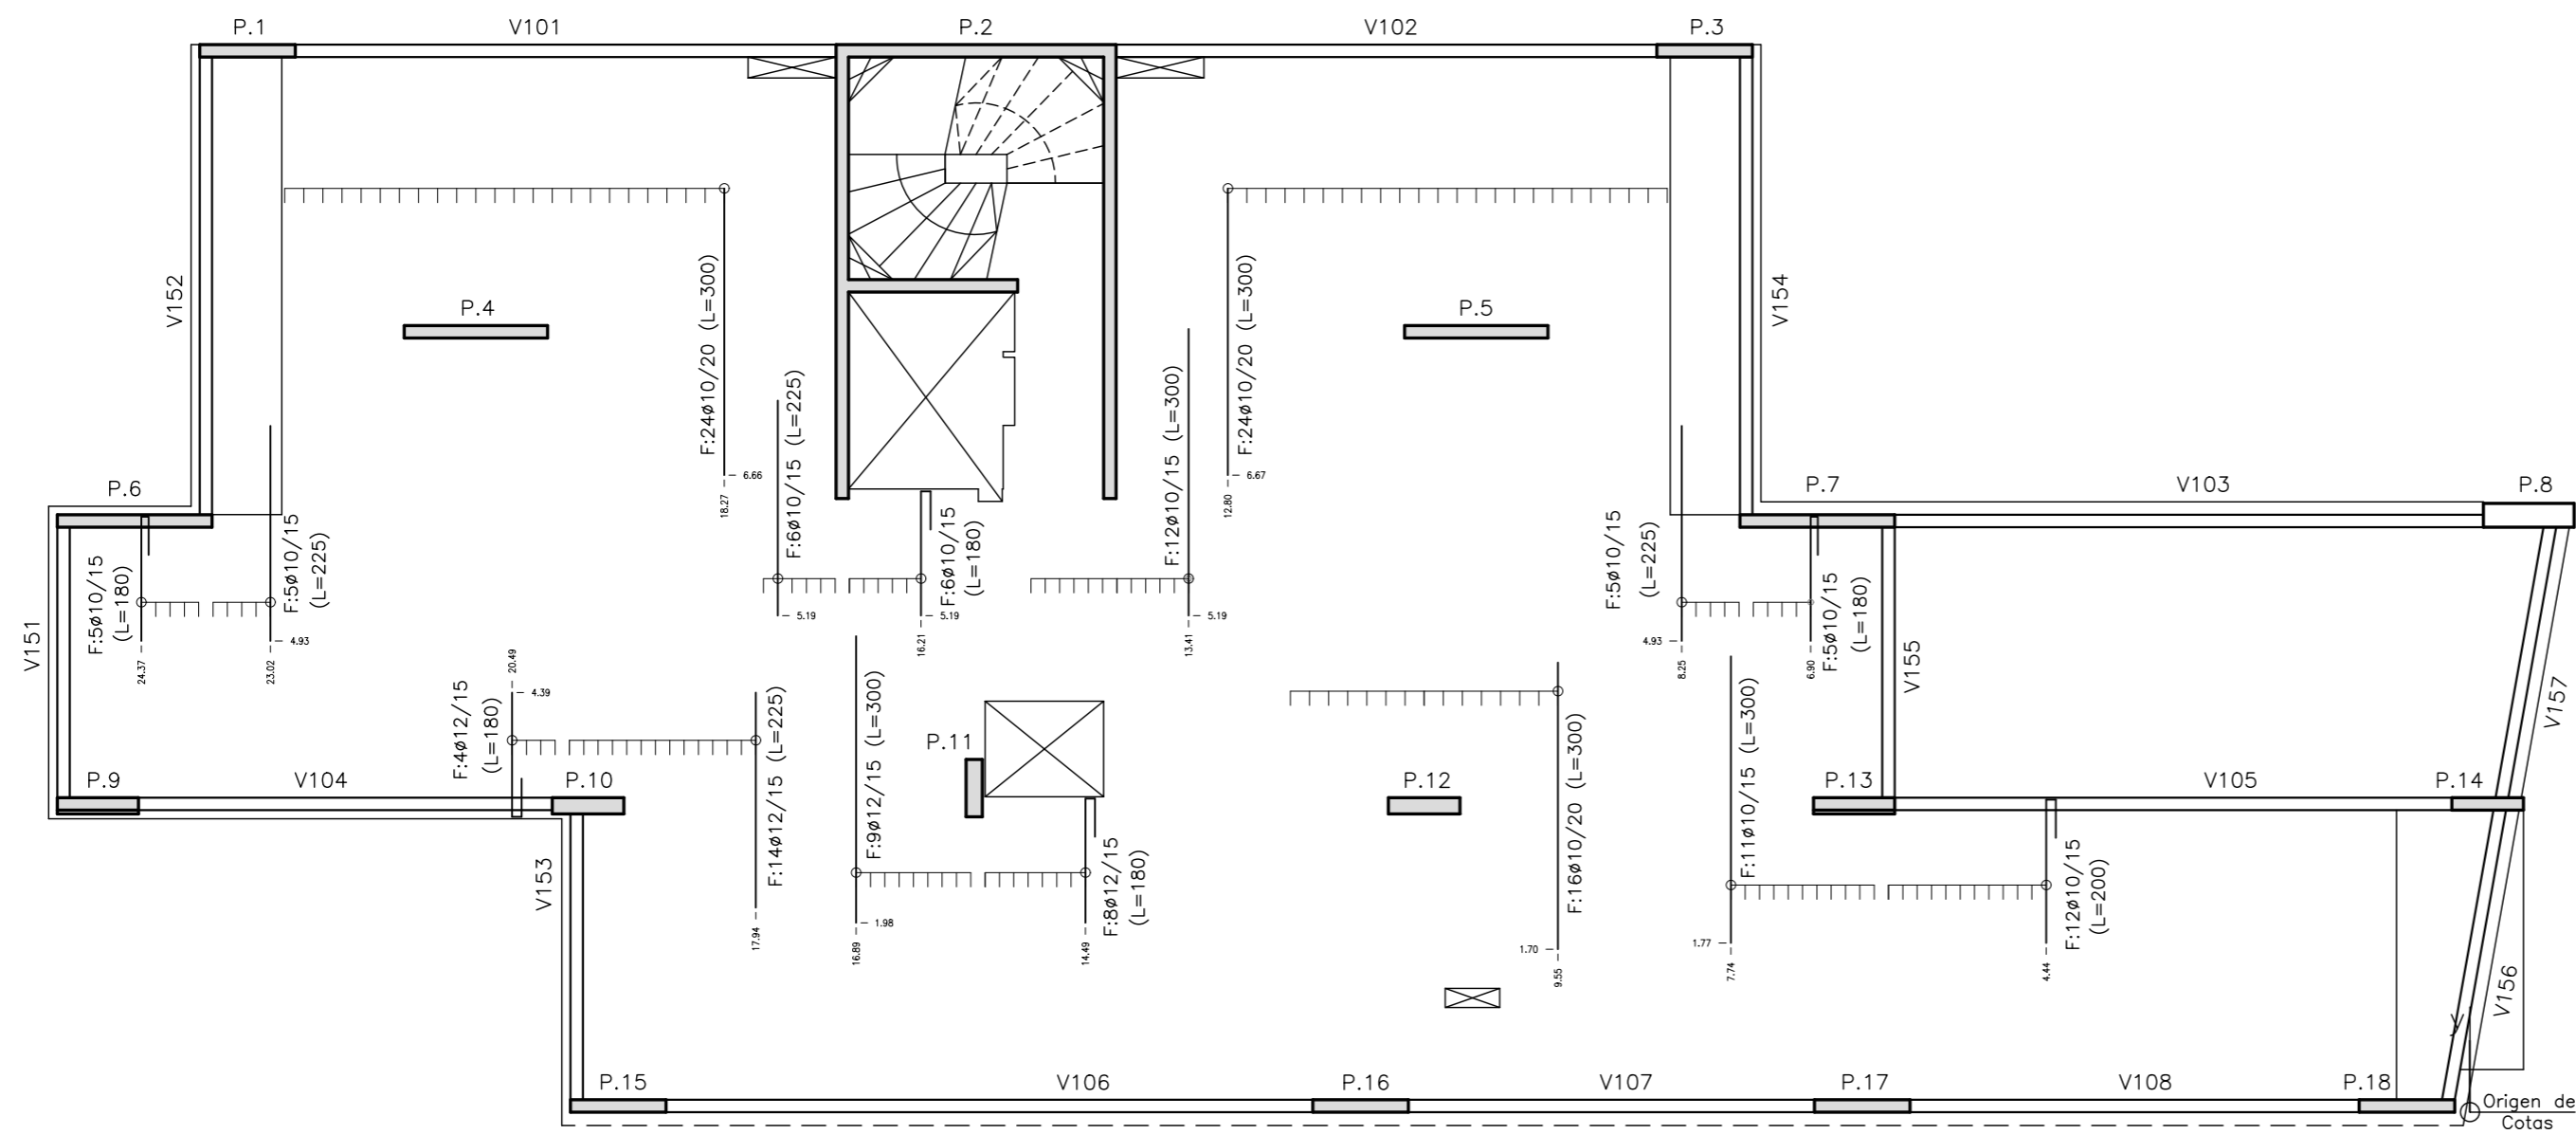 P.1
V101
P.2
V102
P.3
V152
P.4
F:24ø10/20 (L=300)
6.66
18.27
F:6ø10/15 (L=225)
5.19
F:6ø10/15
(L=180)
5.19
16.21
F:12ø10/15 (L=300)
5.19
13.41
F:24ø10/20 (L=300)
6.67
12.80
P.5
V154
P.6
F:5ø10/15
(L=180)
24.37
F:5ø10/15
(L=225)
4.93
23.02
V151
F:5ø10/15
(L=225)
4.93
8.25
P.7
F:5ø10/15
(L=180)
6.90
V103
P.8
V155
V157
P.9
V104
F:4ø12/15
(L=180)
20.49
4.39
P.10
F:14ø12/15 (L=225)
17.94
F:9ø12/15 (L=300)
1.98
16.89
P.11
F:8ø12/15
(L=180)
14.49
P.12
F:16ø10/20 (L=300)
1.70
9.55
F:11ø10/15 (L=300)
1.77
7.74
P.13
V105
P.14
F:12ø10/15
(L=200)
4.44
V153
V156
y
P.15
V106
P.16
V107
P.17
V108
P.18
Origen de
Cotas